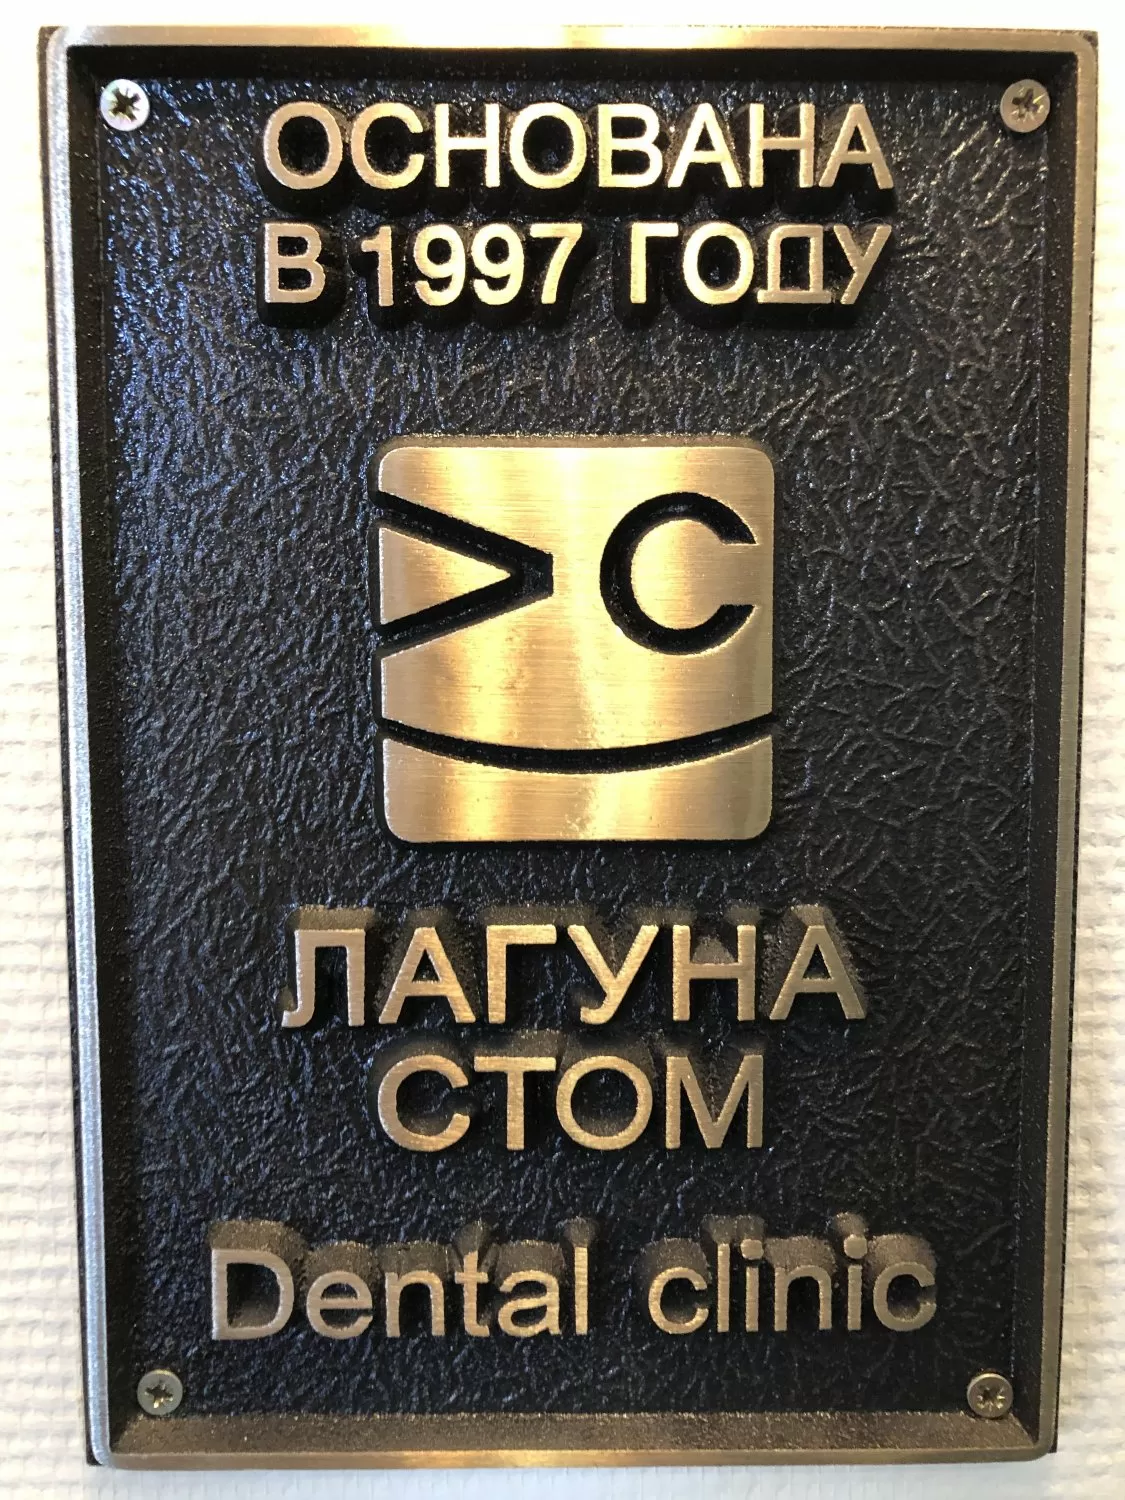 ОСНОВАНА
В 1997 ГОДУ
ЛАГУНА
СТОМ
Dental clinic